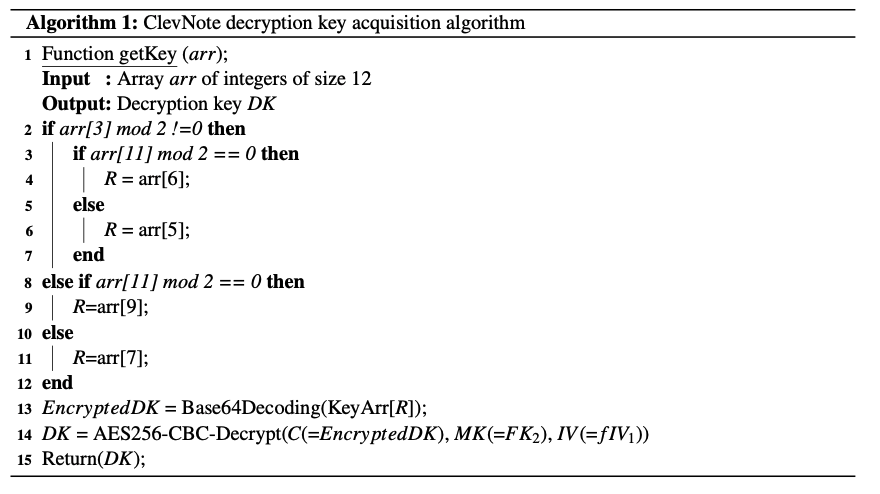 Algorithm 1: ClevNote decryption key acquisition algorithm
1 Function getKey (arr);
Input : Array arr of integers of size 12
Output: Decryption key DK
2 if arr[3] mod 2 !=0 then
3 if arr[11] mod 2 == 0 then
4 R = arr[6];
5 else
6 R = arr[5];
7 end
8 else if arr[11] mod 2 == 0 then
9 R=arr[9];
10 else
11 R=arr[7];
12 end
13 EncryptedDK = Base64Decoding(KeyArr[R]);
14 DK = AES256-CBC-Decrypt(C(=EncryptedDK), MK(=FK₂), IV(=fIV₁))
15 Return(DK);